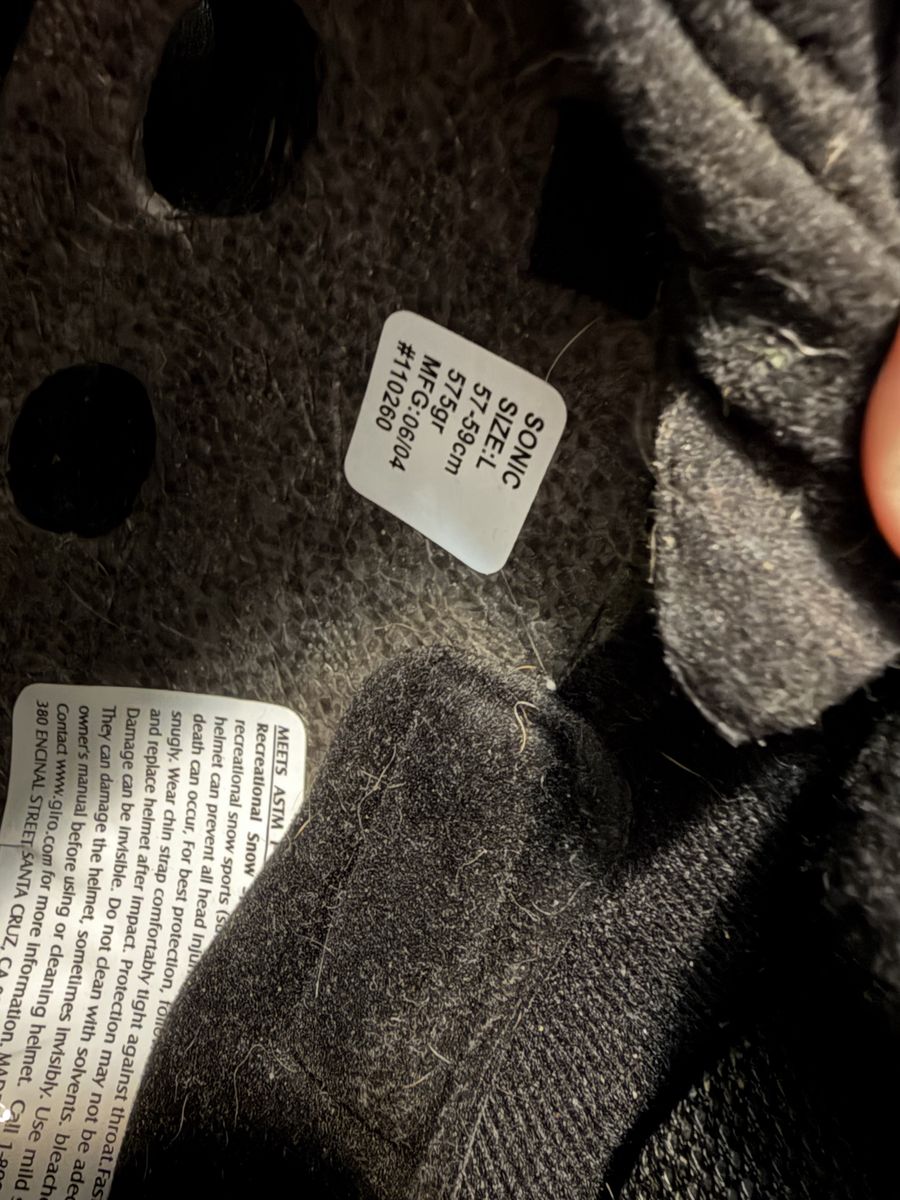 SONIC
SIZE:L
57-59cm
575gr
MFG:06/04
#110260
MEETS ASTM
Recreational Snow
recreational snow sports
helmet can prevent all head
death can occur. For best protection,
snugly. Wear chin strap comfortably tight against throat.
and replace helmet after impact. Protection may not be
Damage can be invisible. Do not clean with solvents,
They can damage the helmet, sometimes invisibly. Use mild
owner's manual before using or cleaning helmet. Call
Contact www.giro.com for more information.
380 ENCINAL STREET, SANTA CRUZ, CA